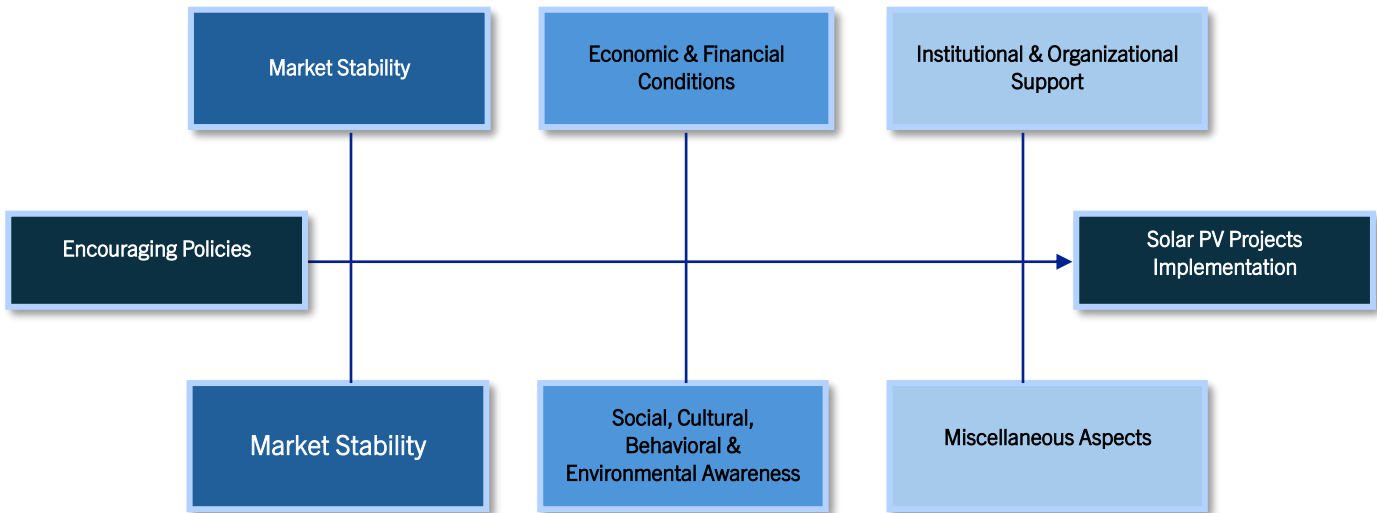 Market Stability
Economic & Financial
Conditions
Institutional & Organizational
Support
Encouraging Policies
Solar PV Projects
Implementation
Market Stability
Social, Cultural,
Behavioral &
Environmental Awareness
Miscellaneous Aspects